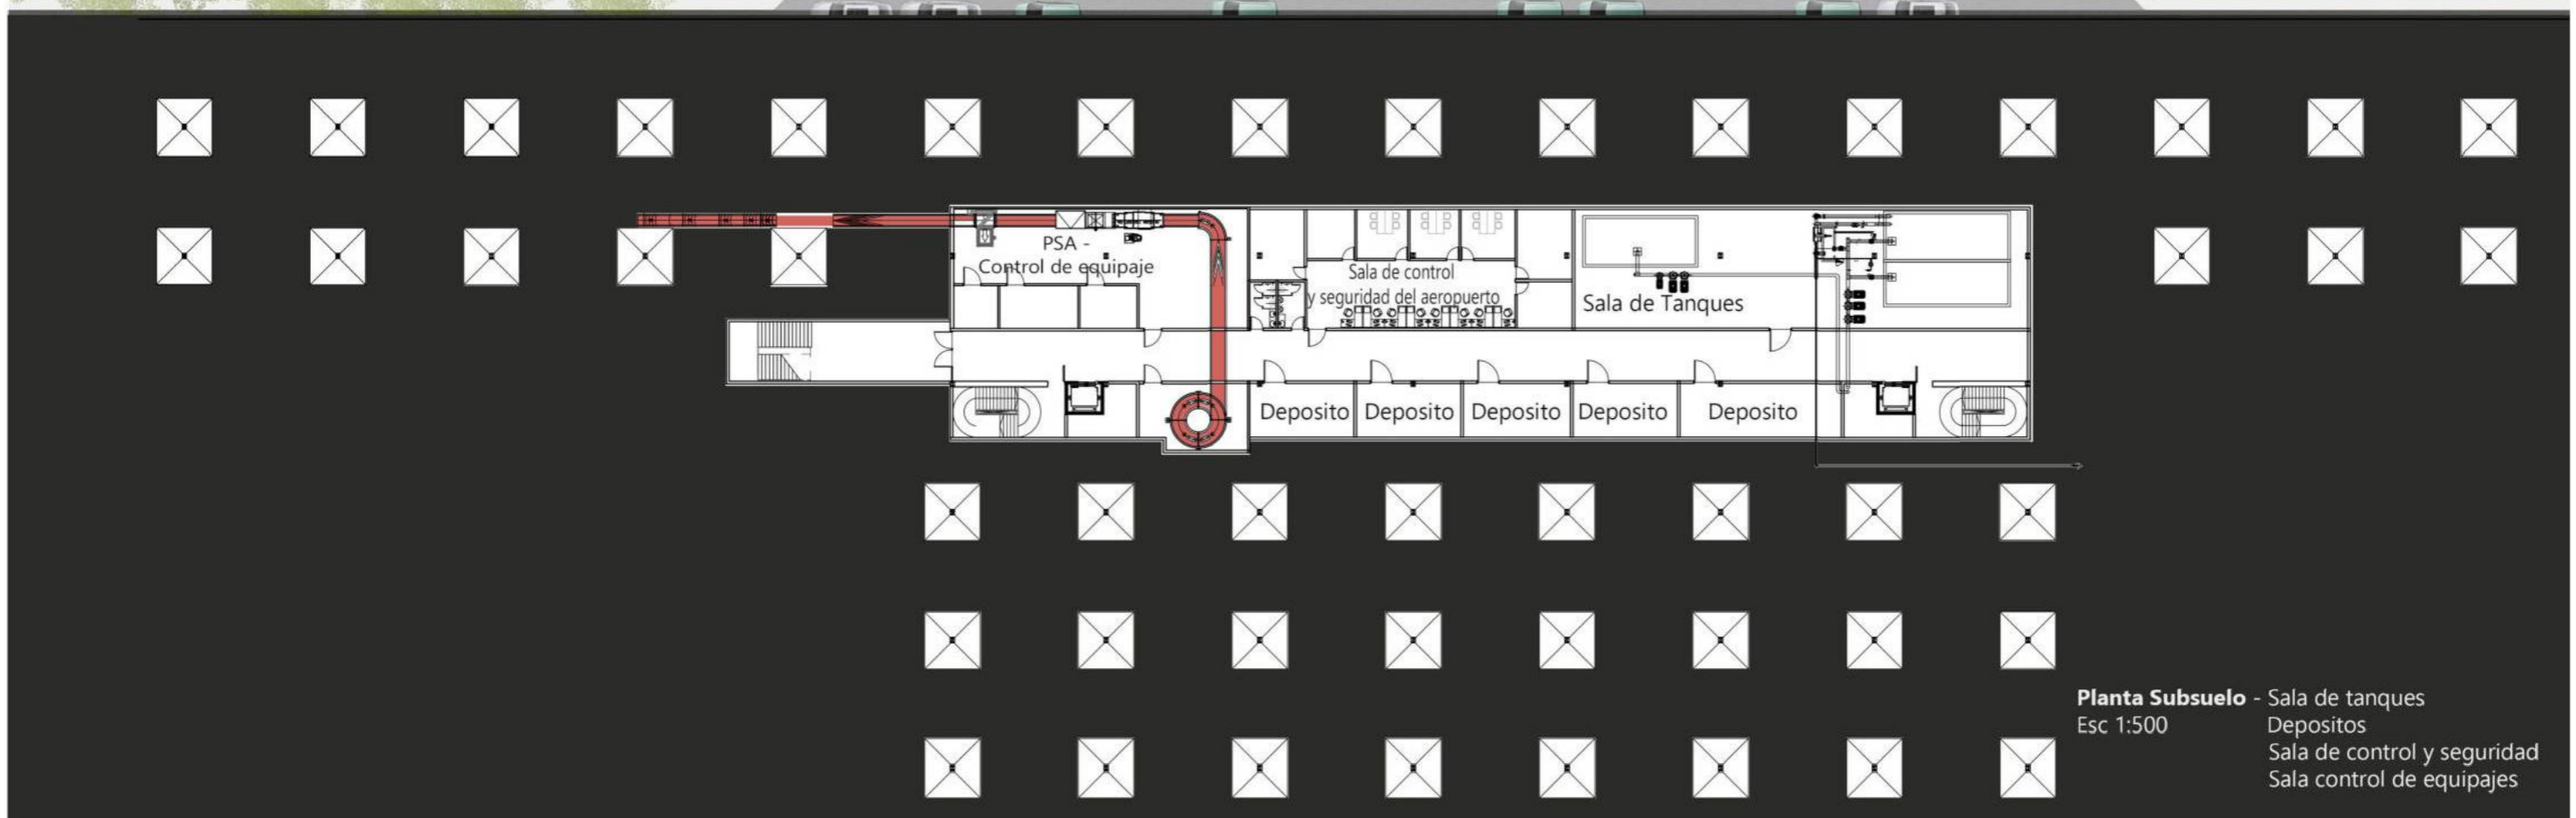 PSA -
Control de equipaje
Sala de control
y seguridad del aeropuerto
Sala de Tanques
Deposito
Deposito
Deposito
Deposito
Deposito
Planta Subsuelo - Sala de tanques
Esc 1:500
Depositos
Sala de control y seguridad
Sala control de equipajes